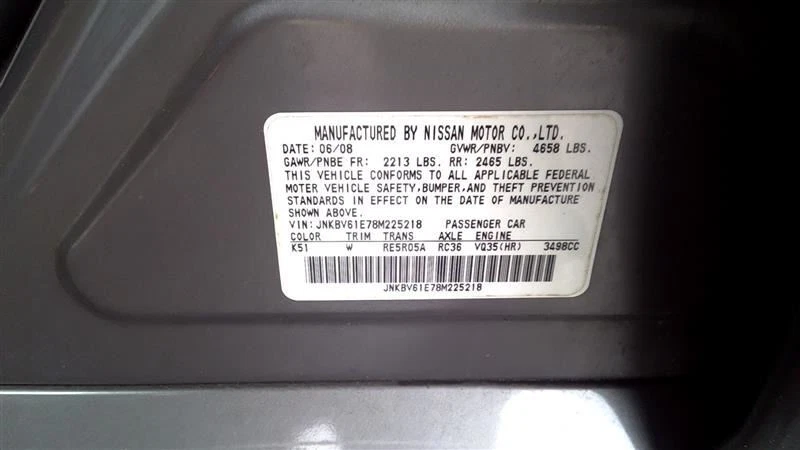 MANUFACTURED BY NISSAN MOTOR CO.,LTD.
DATE: 06/08 GVWR/PNBV: 4658 LBS.
GAWR/PNBE FR: 2213 LBS. RR: 2465 LBS.
THIS VEHICLE CONFORMS TO ALL APPLICABLE FEDERAL
MOTOR VEHICLE SAFETY,BUMPER,AND THEFT PREVENTION
STANDARDS IN EFFECT ON THE DATE OF MANUFACTURE
SHOWN ABOVE.
VIN: JNKBV61E78M225218 PASSENGER CAR
COLOR TRIM TRANS AXLE ENGINE
K51 W RE5R05A RC36 VQ35(HR) 3498CC
JNKBV61E78M225218